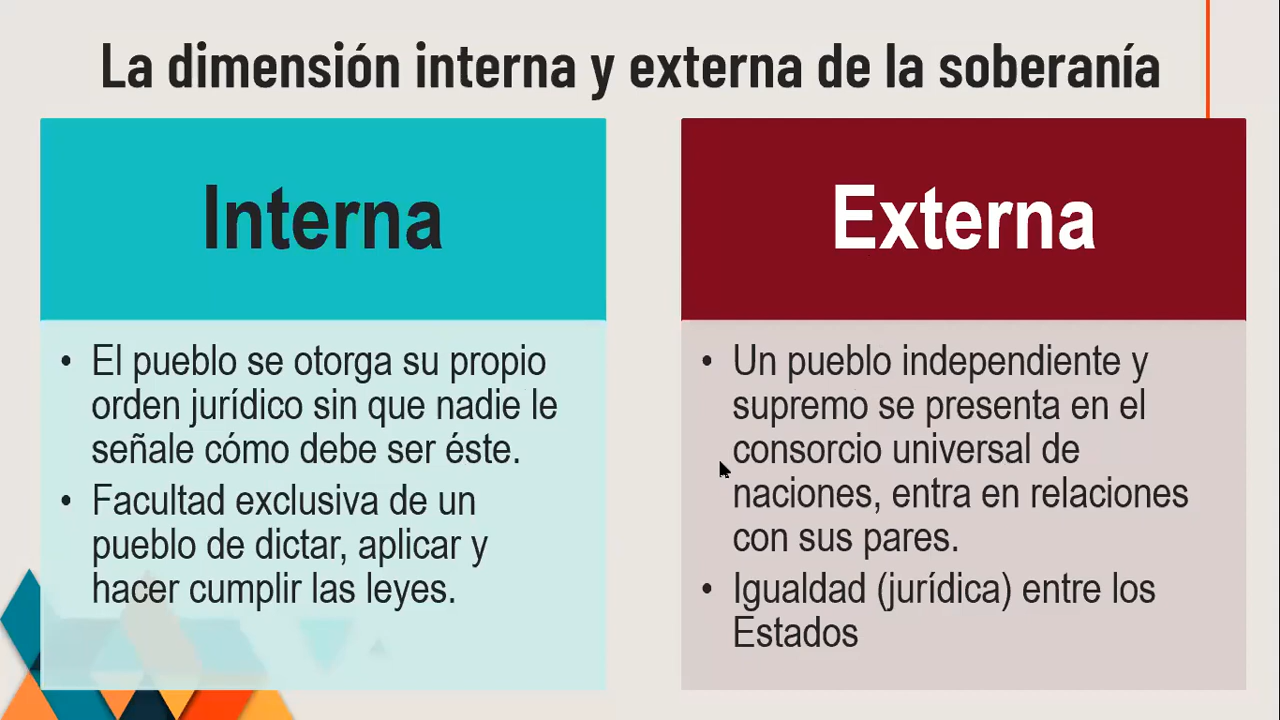 La dimensión interna y externa de la soberanía
Interna
• El pueblo se otorga su propio
orden jurídico sin que nadie le
señale cómo debe ser éste.
• Facultad exclusiva de un
pueblo de dictar, aplicar y
hacer cumplir las leyes.
Externa
• Un pueblo independiente y
supremo se presenta en el
consorcio universal de
naciones, entra en relaciones
con sus pares.
• Igualdad (jurídica) entre los
Estados